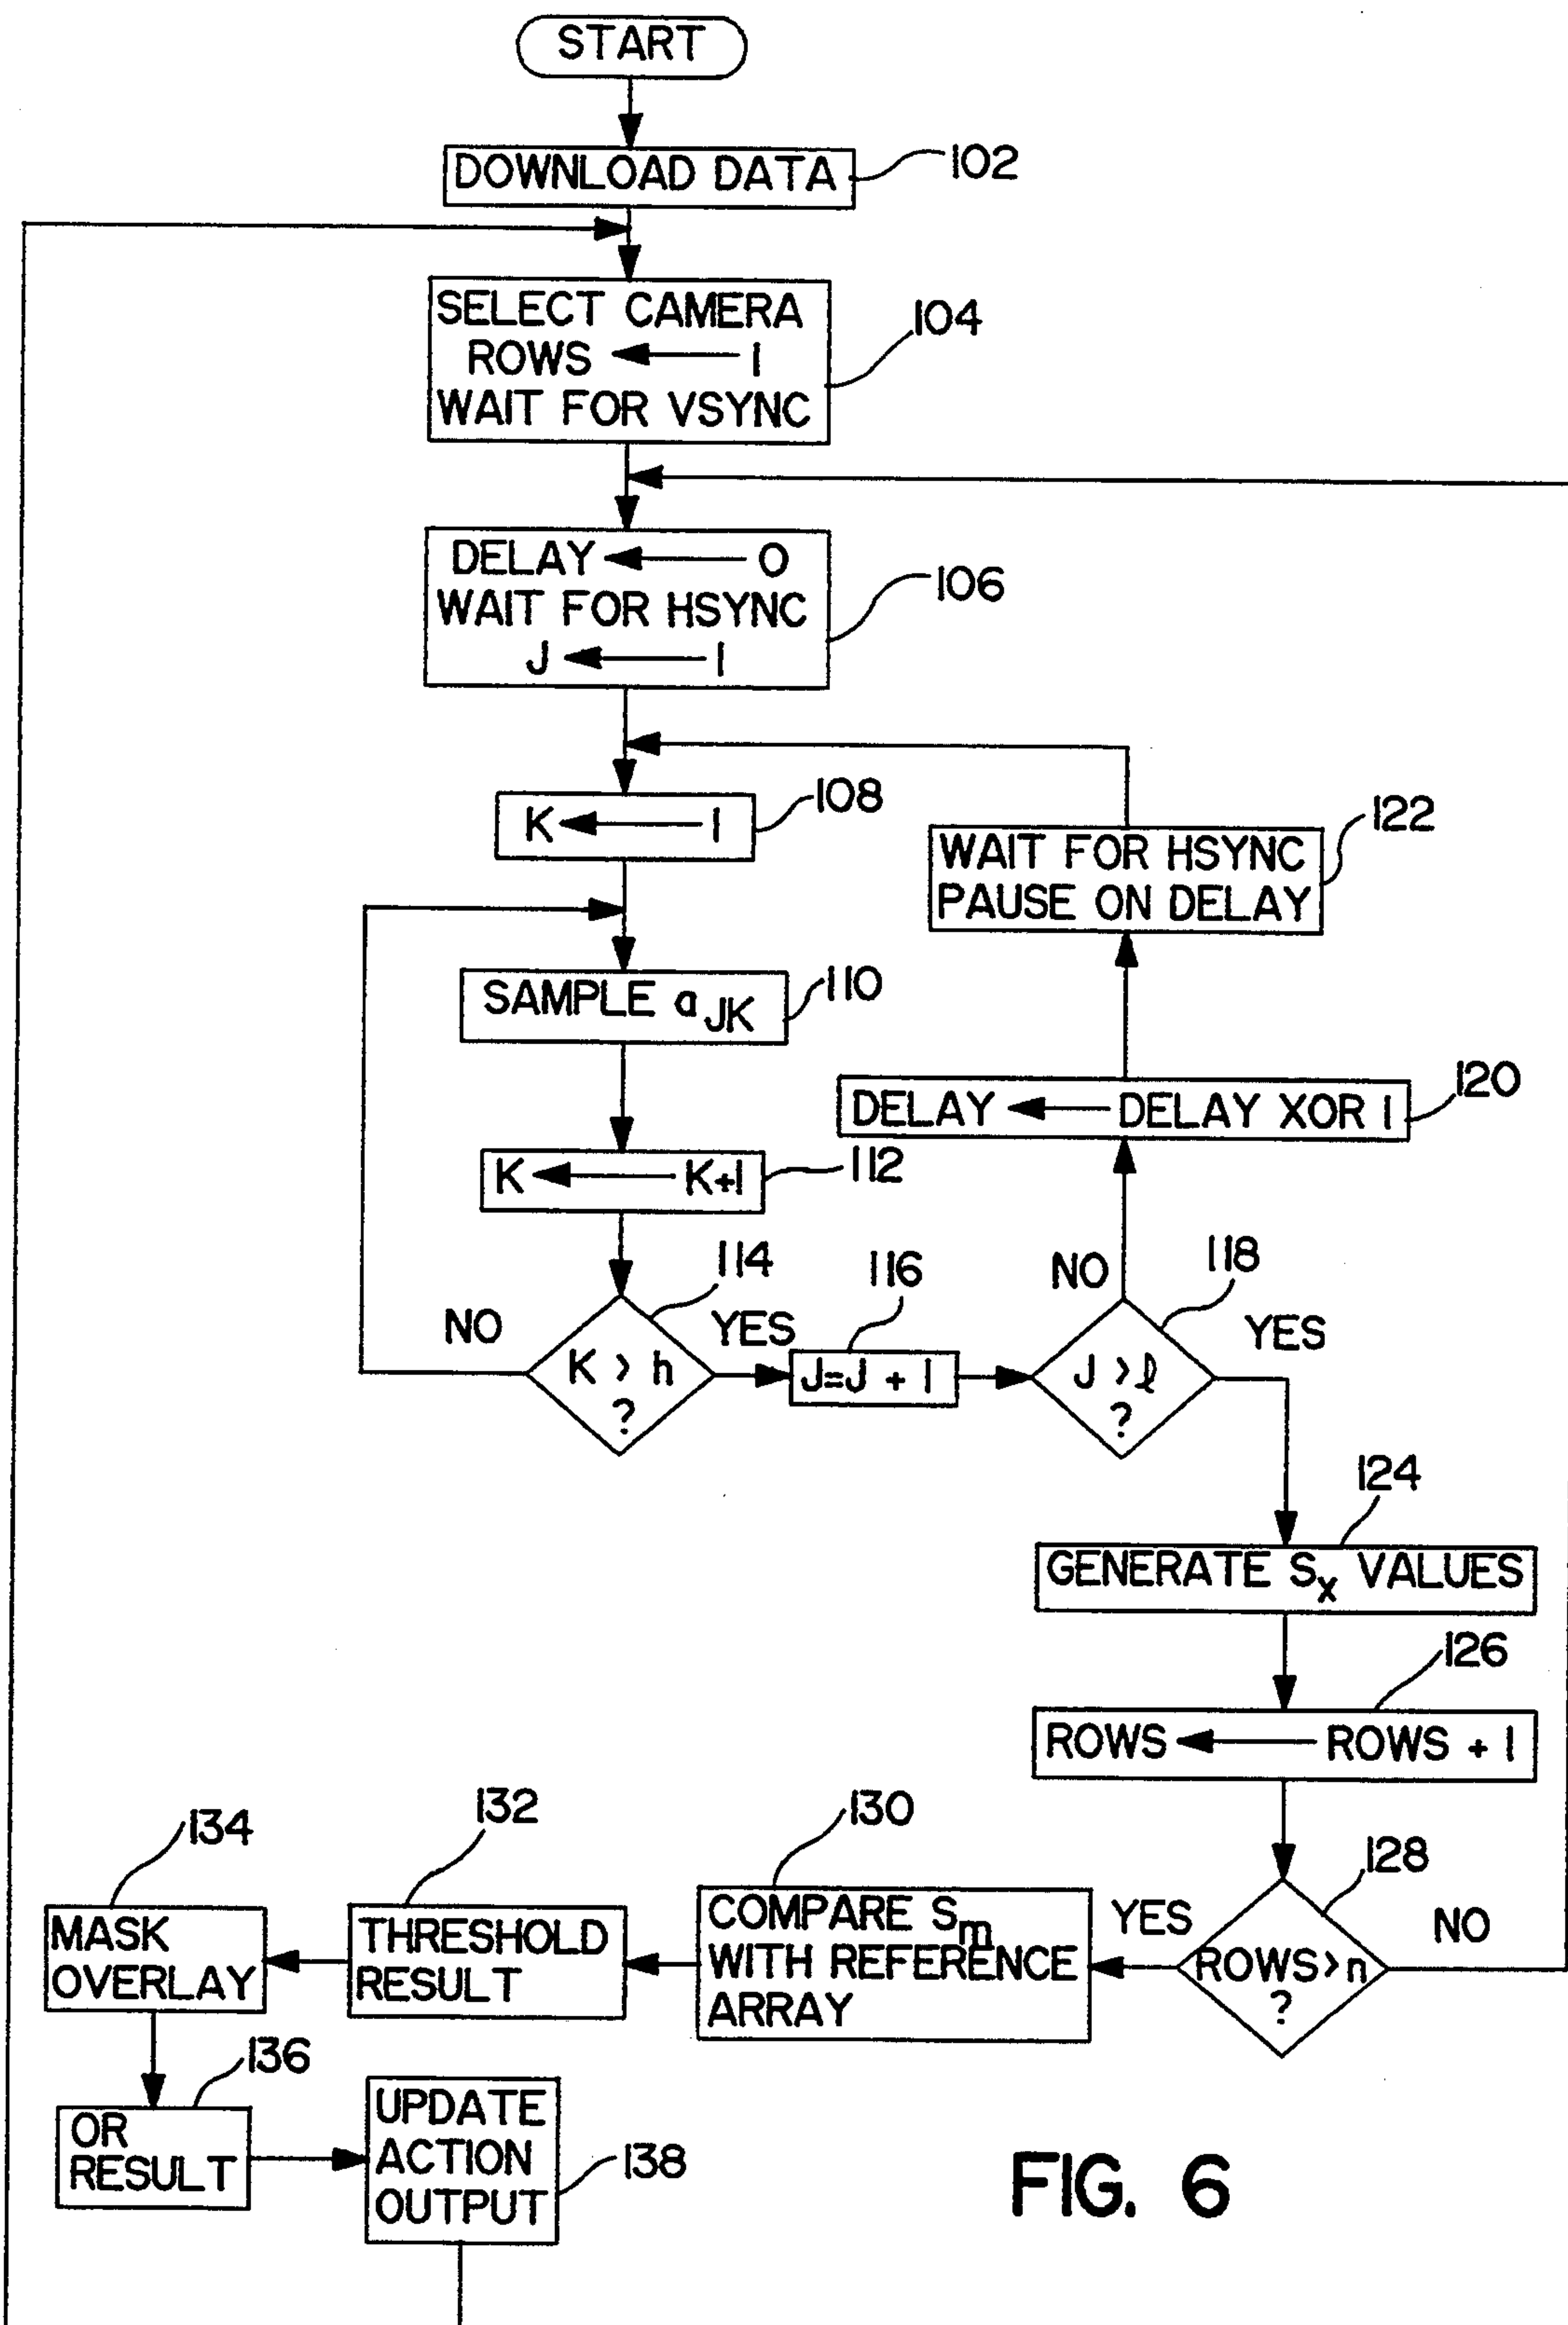 START
DOWNLOAD DATA
102
SELECT CAMERA
ROWS ← 1
WAIT FOR VSYNC
104
DELAY ← 0
WAIT FOR HSYNC
J ← 1
106
K ← 1
108
WAIT FOR HSYNC
PAUSE ON DELAY
122
SAMPLE a JK
110
DELAY ← DELAY XOR 1
120
K ← K+1
112
K > h
?
114
NO
YES
J=J + 1
116
J > ℓ
?
118
NO
YES
GENERATE Sx VALUES
124
ROWS ← ROWS + 1
126
ROWS > n
?
128
YES
NO
COMPARE Sm
WITH REFERENCE
ARRAY
130
THRESHOLD
RESULT
132
MASK
OVERLAY
134
OR
RESULT
136
UPDATE
ACTION
OUTPUT
138
FIG. 6